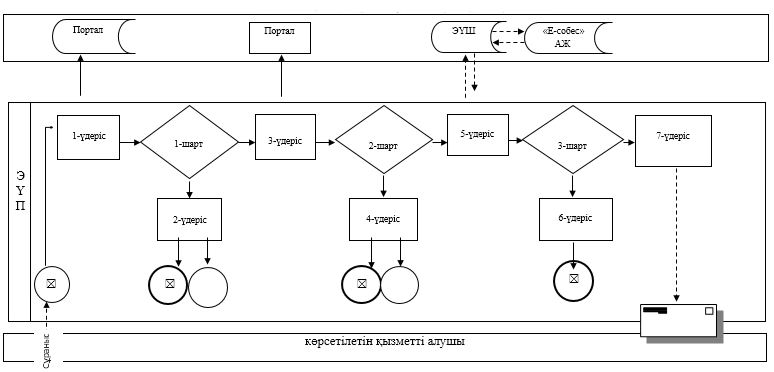 Портал
Портал
ЭҮШ
«Е-собес»
АЖ
Э
Ү
П
1-үдеріс
1-шарт
3-үдеріс
2-шарт
5-үдеріс
3-шарт
7-үдеріс
2-үдеріс
4-үдеріс
6-үдеріс
Сұраныс
көрсетілетін қызметті алушы